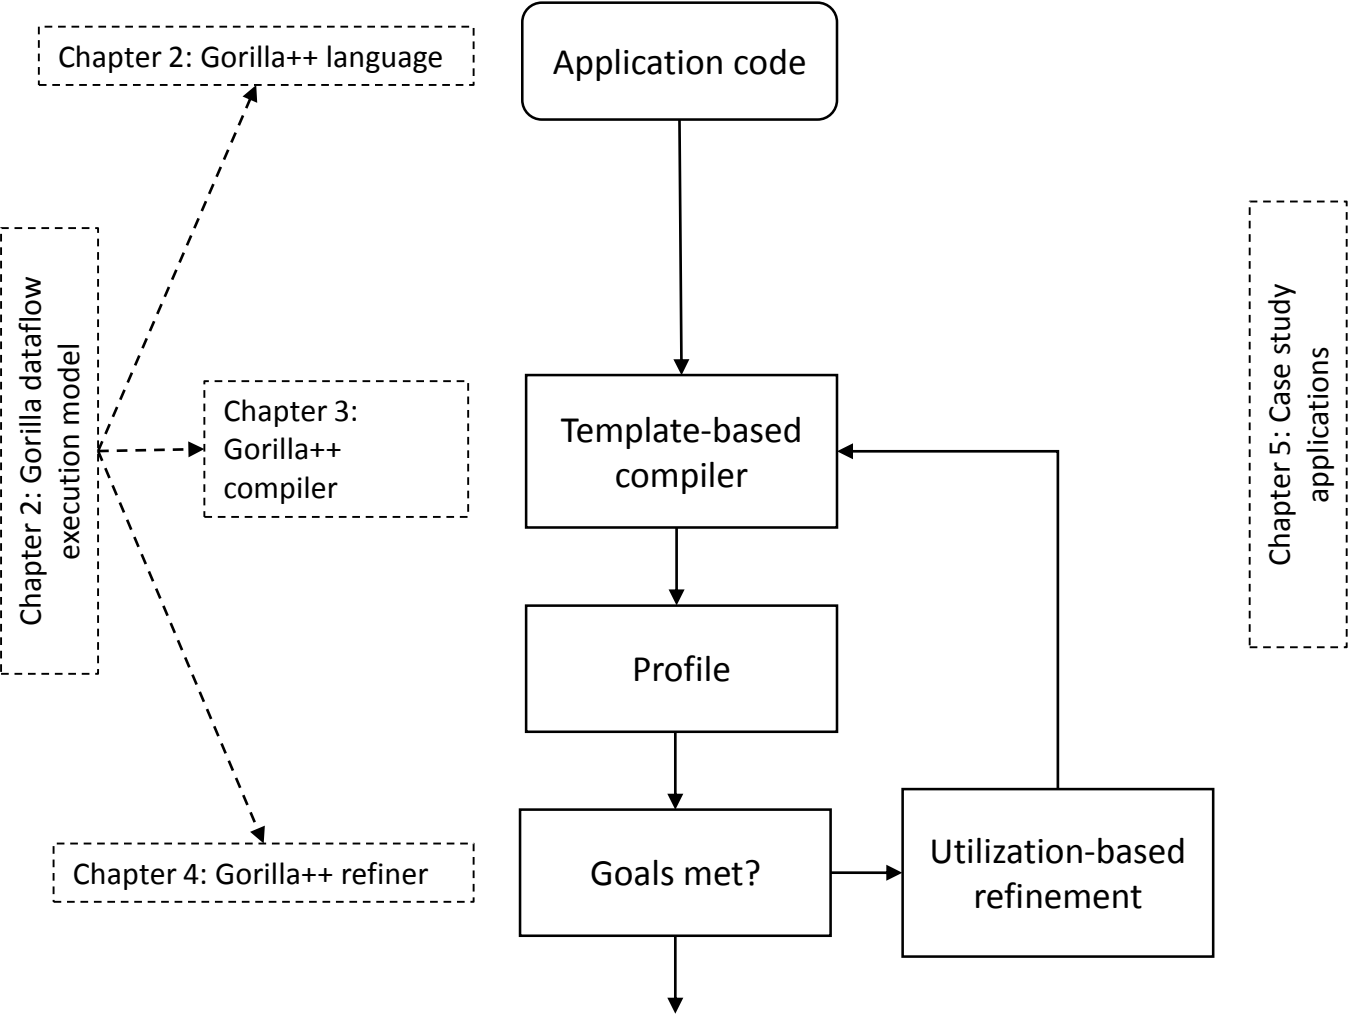 Chapter 2: Gorilla++ language
Application code
Chapter 2: Gorilla dataflow
execution model
Chapter 3:
Gorilla++
compiler
Template-based
compiler
Chapter 5: Case study
applications
Profile
Chapter 4: Gorilla++ refiner
Goals met?
Utilization-based
refinement